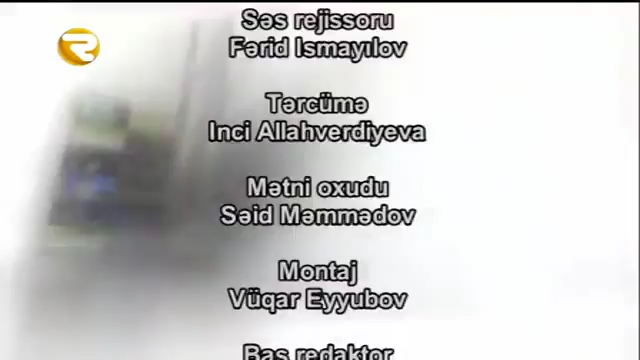 Səs rejissoru
Fərid Ismayılov
Tərcümə
Inci Allahverdiyeva
Mətni oxudu
Səid Məmmədov
Montaj
Vüqar Eyyubov
Baş redaktor